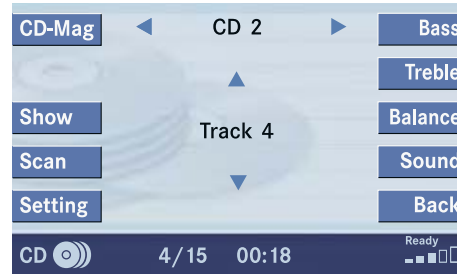 CD-Mag CD 2 Bass
Treble
Show Track 4 Balance
Scan Sound
Setting Back
CD 4/15 00:18 Ready